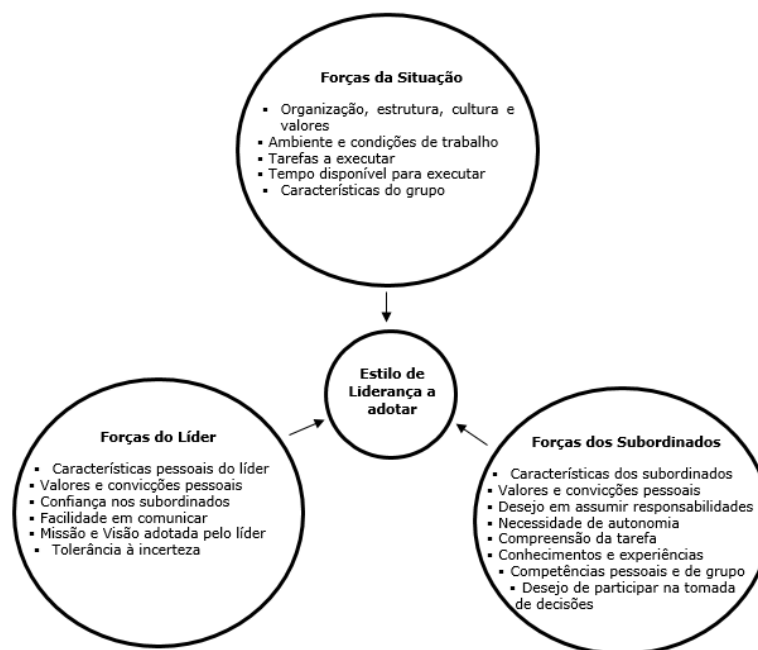 Forças da Situação
▪ Organização, estrutura, cultura e
valores
▪ Ambiente e condições de trabalho
▪ Tarefas a executar
▪ Tempo disponível para executar
▪ Características do grupo
Estilo de
Liderança a
adotar
Forças do Líder
▪ Características pessoais do líder
▪ Valores e convicções pessoais
▪ Confiança nos subordinados
▪ Facilidade em comunicar
▪ Missão e Visão adotada pelo líder
▪ Tolerância à incerteza
Forças dos Subordinados
▪ Características dos subordinados
▪ Valores e convicções pessoais
▪ Desejo em assumir responsabilidades
▪ Necessidade de autonomia
▪ Compreensão da tarefa
▪ Conhecimentos e experiências
▪ Competências pessoais e de grupo
▪ Desejo de participar na tomada
de decisões